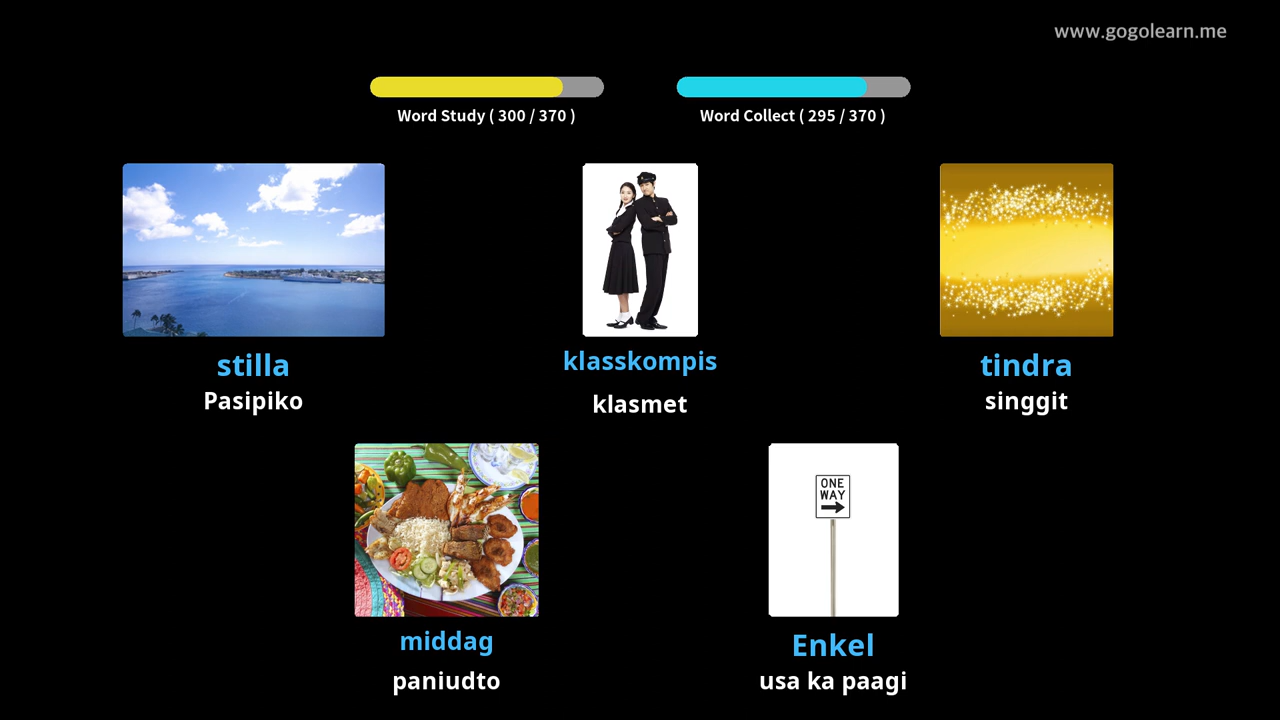 www.gogolearn.me
Word Study ( 300 / 370 )
Word Collect ( 295 / 370 )
stilla
Pasipiko
klasskompis
klasmet
tindra
singgit
ONE
WAY
middag
paniudto
Enkel
usa ka paagi